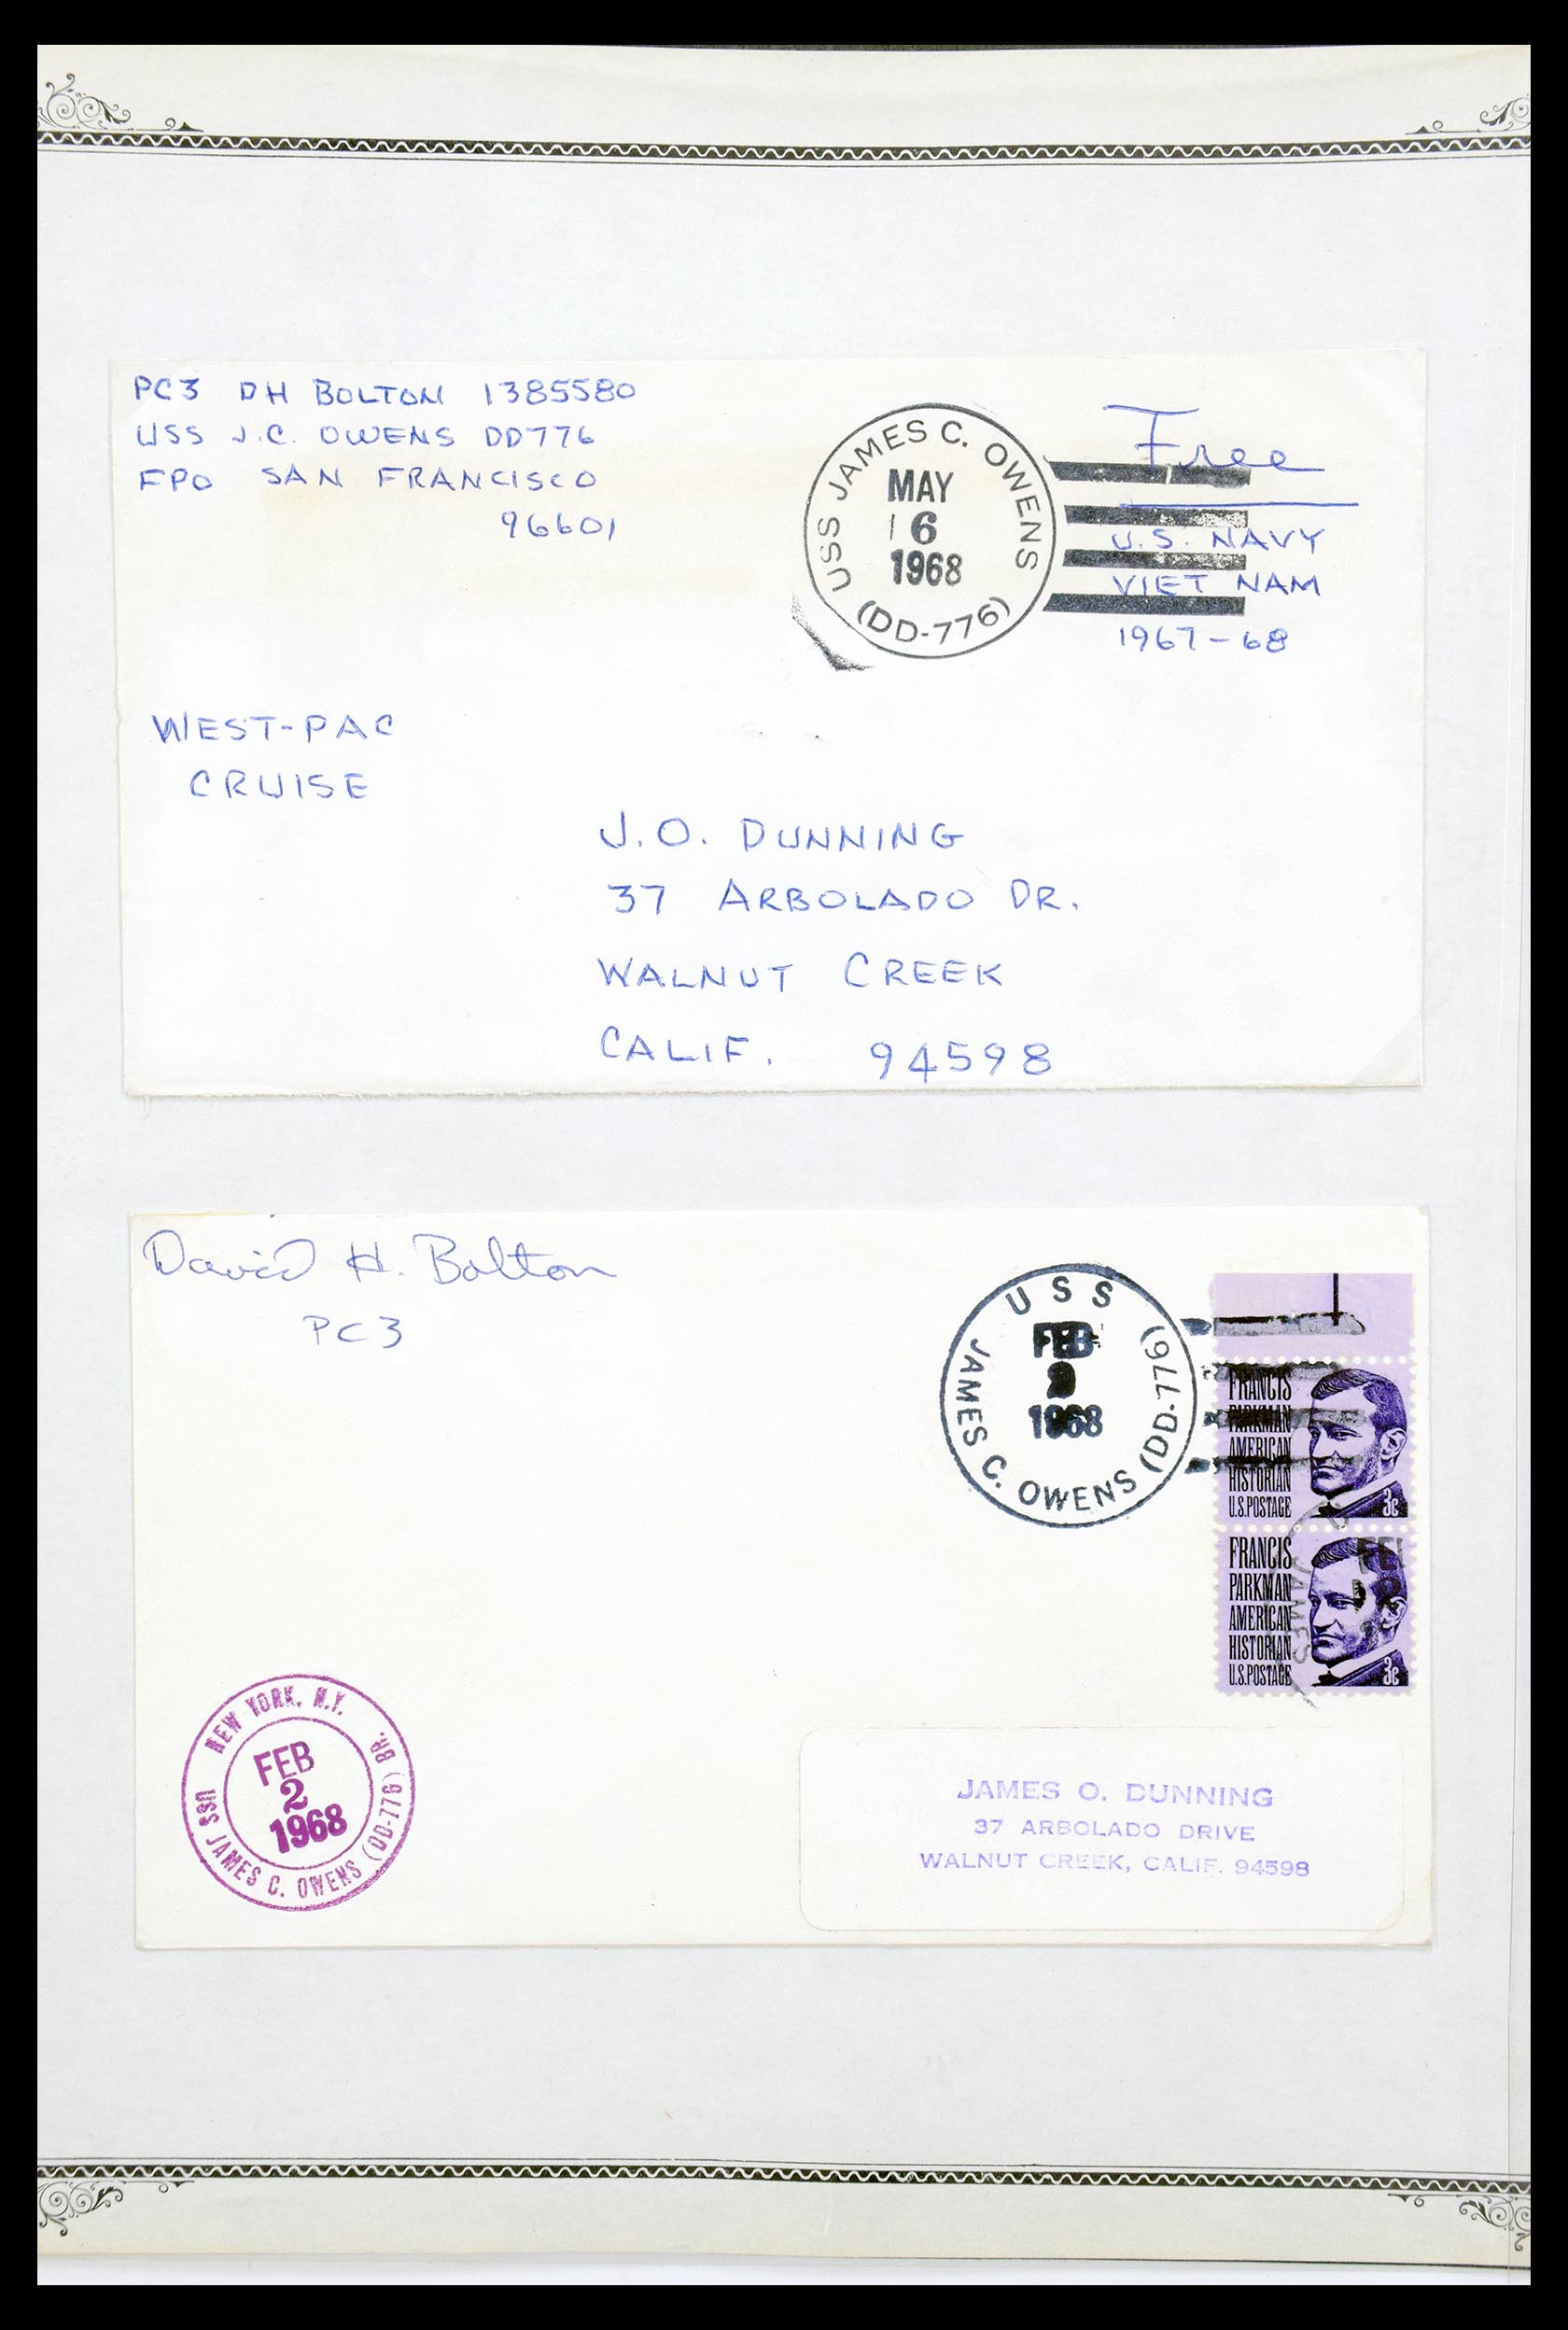 PC3 DH BOLTON 1385580
USS J.C. OWENS DD776
FPO SAN FRANCISCO
96601
USS JAMES C. OWENS
MAY
6
1968
(DD-776)
Free
U.S. NAVY
VIET NAM
1967-68
WEST-PAC
CRUISE
J.O. DUNNING
37 ARBOLADO DR.
WALNUT CREEK
CALIF. 94598
David H. Bolton
PC3
USS
JAMES C. OWENS (DD-776)
FEB
1968
FRANCIS
PARKMAN
AMERICAN
HISTORIAN
U.S.POSTAGE
3c
FRANCIS
PARKMAN
AMERICAN
HISTORIAN
U.S.POSTAGE
3c
JAMES
NEW YORK, N.Y.
USS JAMES C. OWENS (DD-776) BR.
FEB
2
1968
JAMES O. DUNNING
37 ARBOLADO DRIVE
WALNUT CREEK, CALIF. 94598